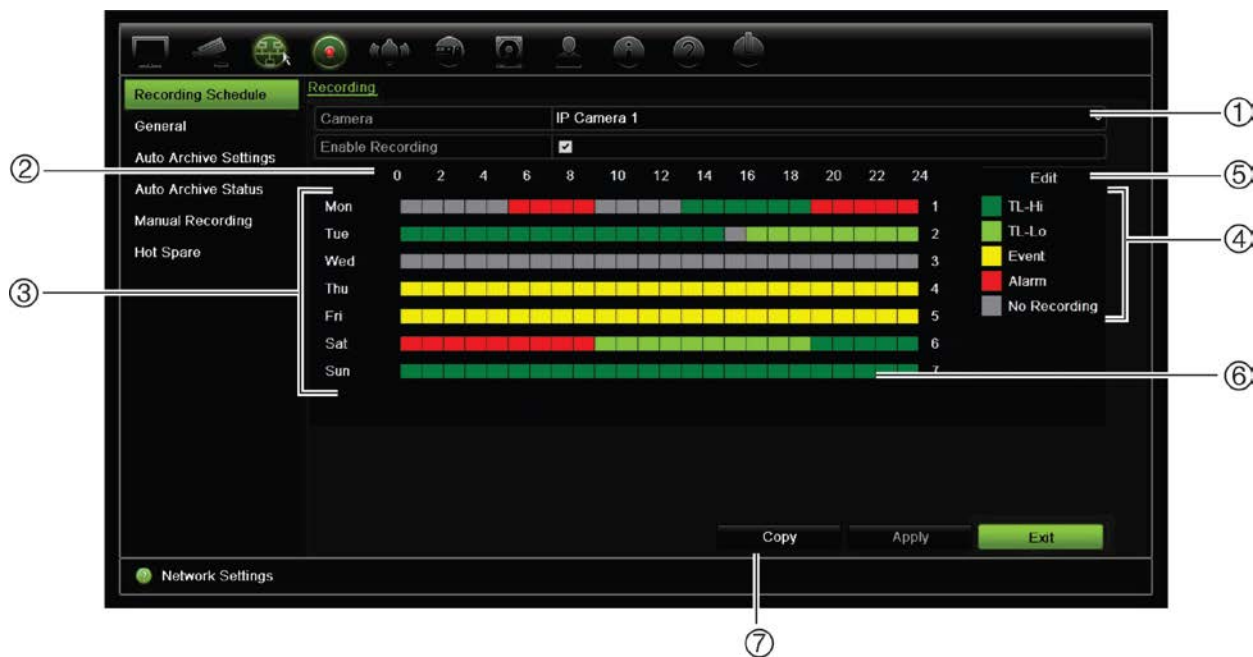 Recording Schedule
General
Auto Archive Settings
Auto Archive Status
Manual Recording
Hot Spare
Recording
Camera IP Camera 1 ①
Enable Recording
② 0 2 4 6 8 10 12 14 16 18 20 22 24 Edit ⑤
Mon 1 TL-Hi
Tue 2 TL-Lo ④
Wed 3 Event
③ Thu 4 Alarm
Fri 5 No Recording
Sat 6
Sun 7 ⑥
Copy Apply Exit
? Network Settings
⑦